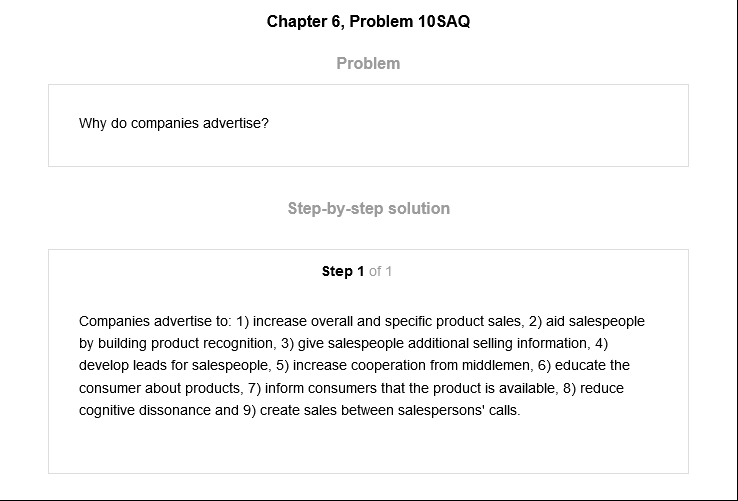 Chapter 6, Problem 10SAQ
Problem
Why do companies advertise?
Step-by-step solution
Step 1 of 1
Companies advertise to: 1) increase overall and specific product sales, 2) aid salespeople
by building product recognition, 3) give salespeople additional selling information, 4)
develop leads for salespeople, 5) increase cooperation from middlemen, 6) educate the
consumer about products, 7) inform consumers that the product is available, 8) reduce
cognitive dissonance and 9) create sales between salespersons' calls.